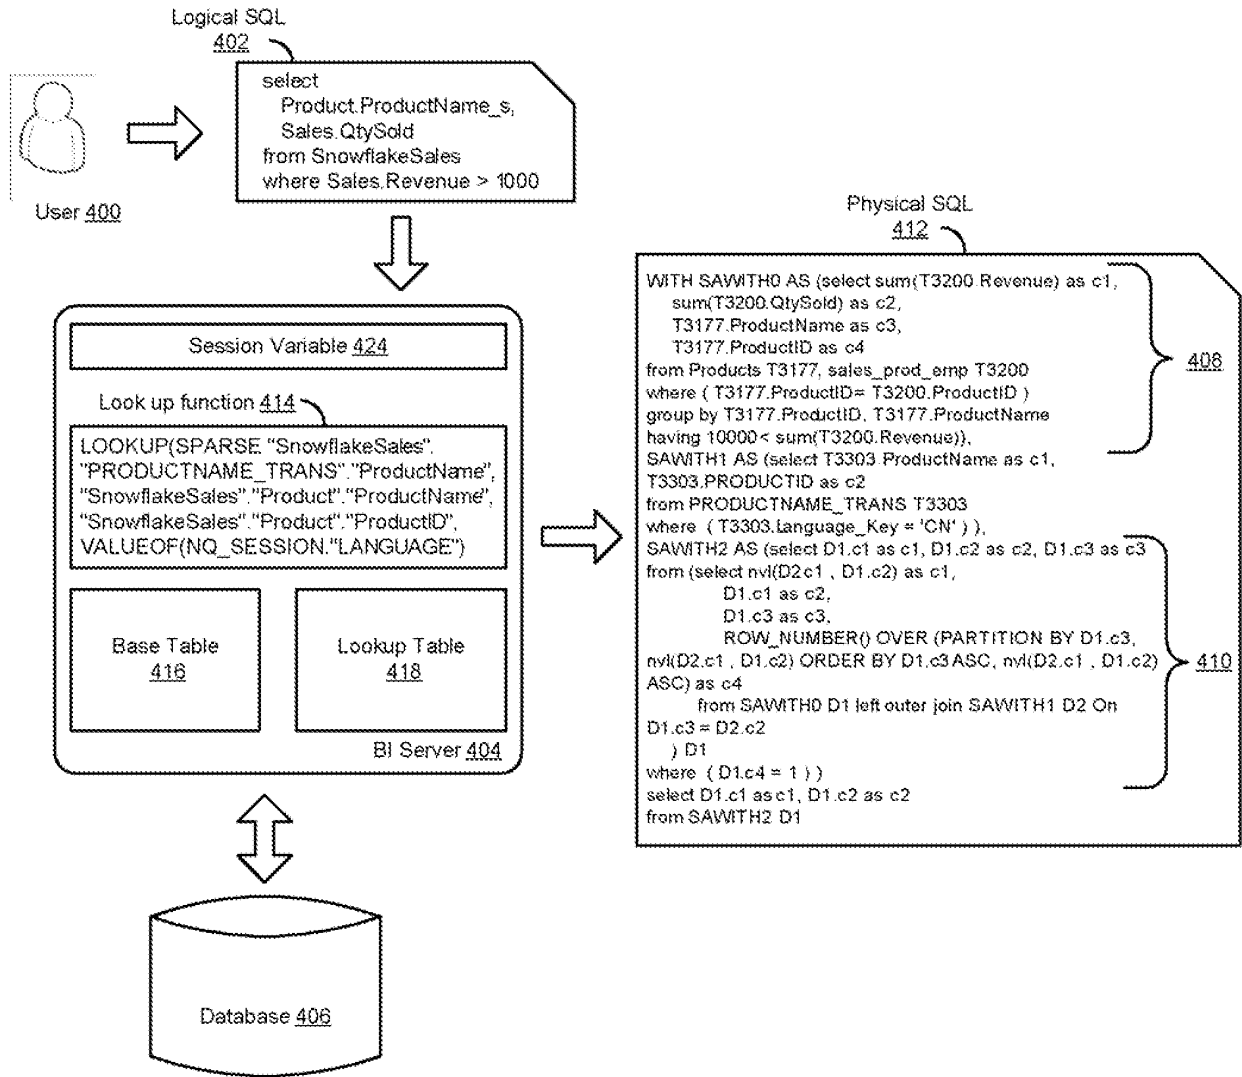 Logical SQL
402
select
Product.ProductName_s,
Sales.QtySold
from SnowflakeSales
where Sales.Revenue > 1000
User 400
Session Variable 424
Look up function 414
LOOKUP(SPARSE "SnowflakeSales".
"PRODUCTNAME_TRANS"."ProductName",
"SnowflakeSales"."Product"."ProductName",
"SnowflakeSales"."Product"."ProductID",
VALUEOF(NQ_SESSION."LANGUAGE")
Base Table
416
Lookup Table
418
BI Server 404
Database 406
Physical SQL
412
WITH SAWITH0 AS (select sum(T3200.Revenue) as c1,
sum(T3200.QtySold) as c2,
T3177.ProductName as c3,
T3177.ProductID as c4
from Products T3177, sales_prod_emp T3200
where ( T3177.ProductID= T3200.ProductID )
group by T3177.ProductID, T3177.ProductName
having 10000< sum(T3200.Revenue)),
SAWITH1 AS (select T3303.ProductName as c1,
T3303.PRODUCTID as c2
from PRODUCTNAME_TRANS T3303
where ( T3303.Language_Key = 'CN' ) ),
SAWITH2 AS (select D1.c1 as c1, D1.c2 as c2, D1.c3 as c3
from (select nvl(D2c1 , D1.c2) as c1,
D1.c1 as c2,
D1.c3 as c3,
ROW_NUMBER() OVER (PARTITION BY D1.c3,
nvl(D2.c1 , D1.c2) ORDER BY D1.c3 ASC, nvl(D2.c1 , D1.c2)
ASC) as c4
from SAWITH0 D1 left outer join SAWITH1 D2 On
D1.c3 = D2.c2
) D1
where ( D1.c4 = 1 ) )
select D1.c1 as c1, D1.c2 as c2
from SAWITH2 D1
408
410